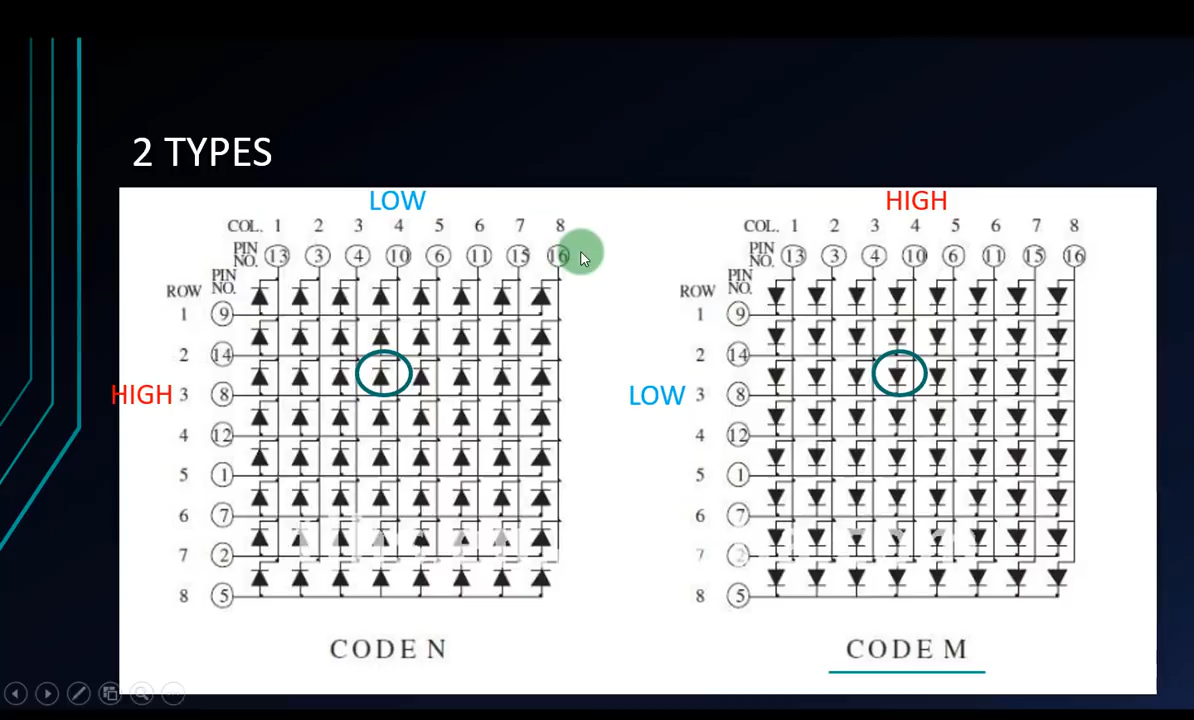 2 TYPES
LOW
COL. 1 2 3 4 5 6 7 8
PIN NO. 13 3 4 10 6 11 15 16
ROW PIN NO.
1 9
2 14
HIGH 3 8
4 12
5 1
6 7
7 2
8 5
CODE N
HIGH
COL. 1 2 3 4 5 6 7 8
PIN NO. 13 3 4 10 6 11 15 16
ROW PIN NO.
1 9
2 14
LOW 3 8
4 12
5 1
6 7
7 2
8 5
CODE M